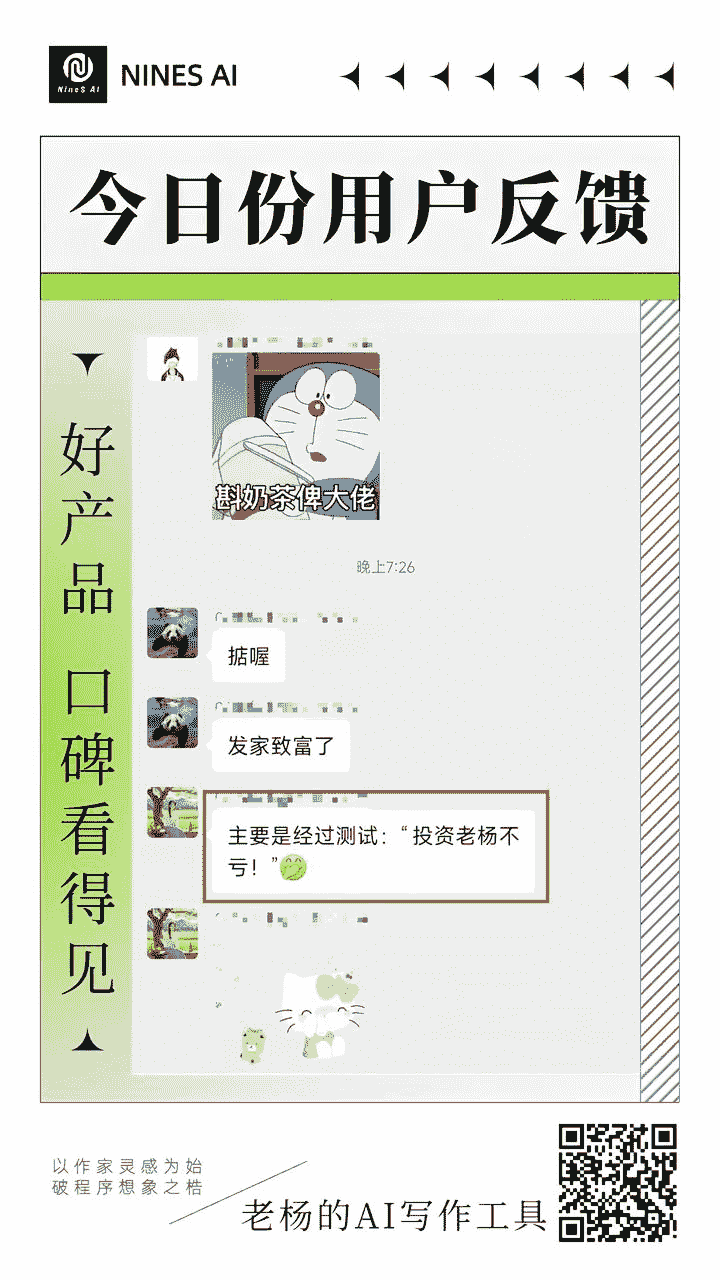 Nines AI
NINES AI
今日份用户反馈
好产品 口碑看得见
斟奶茶俾大佬
晚上7:26
掂喔
发家致富了
主要是经过测试：“投资老杨不
亏！”
以作家灵感为始
破程序想象之梏
老杨的AI写作工具